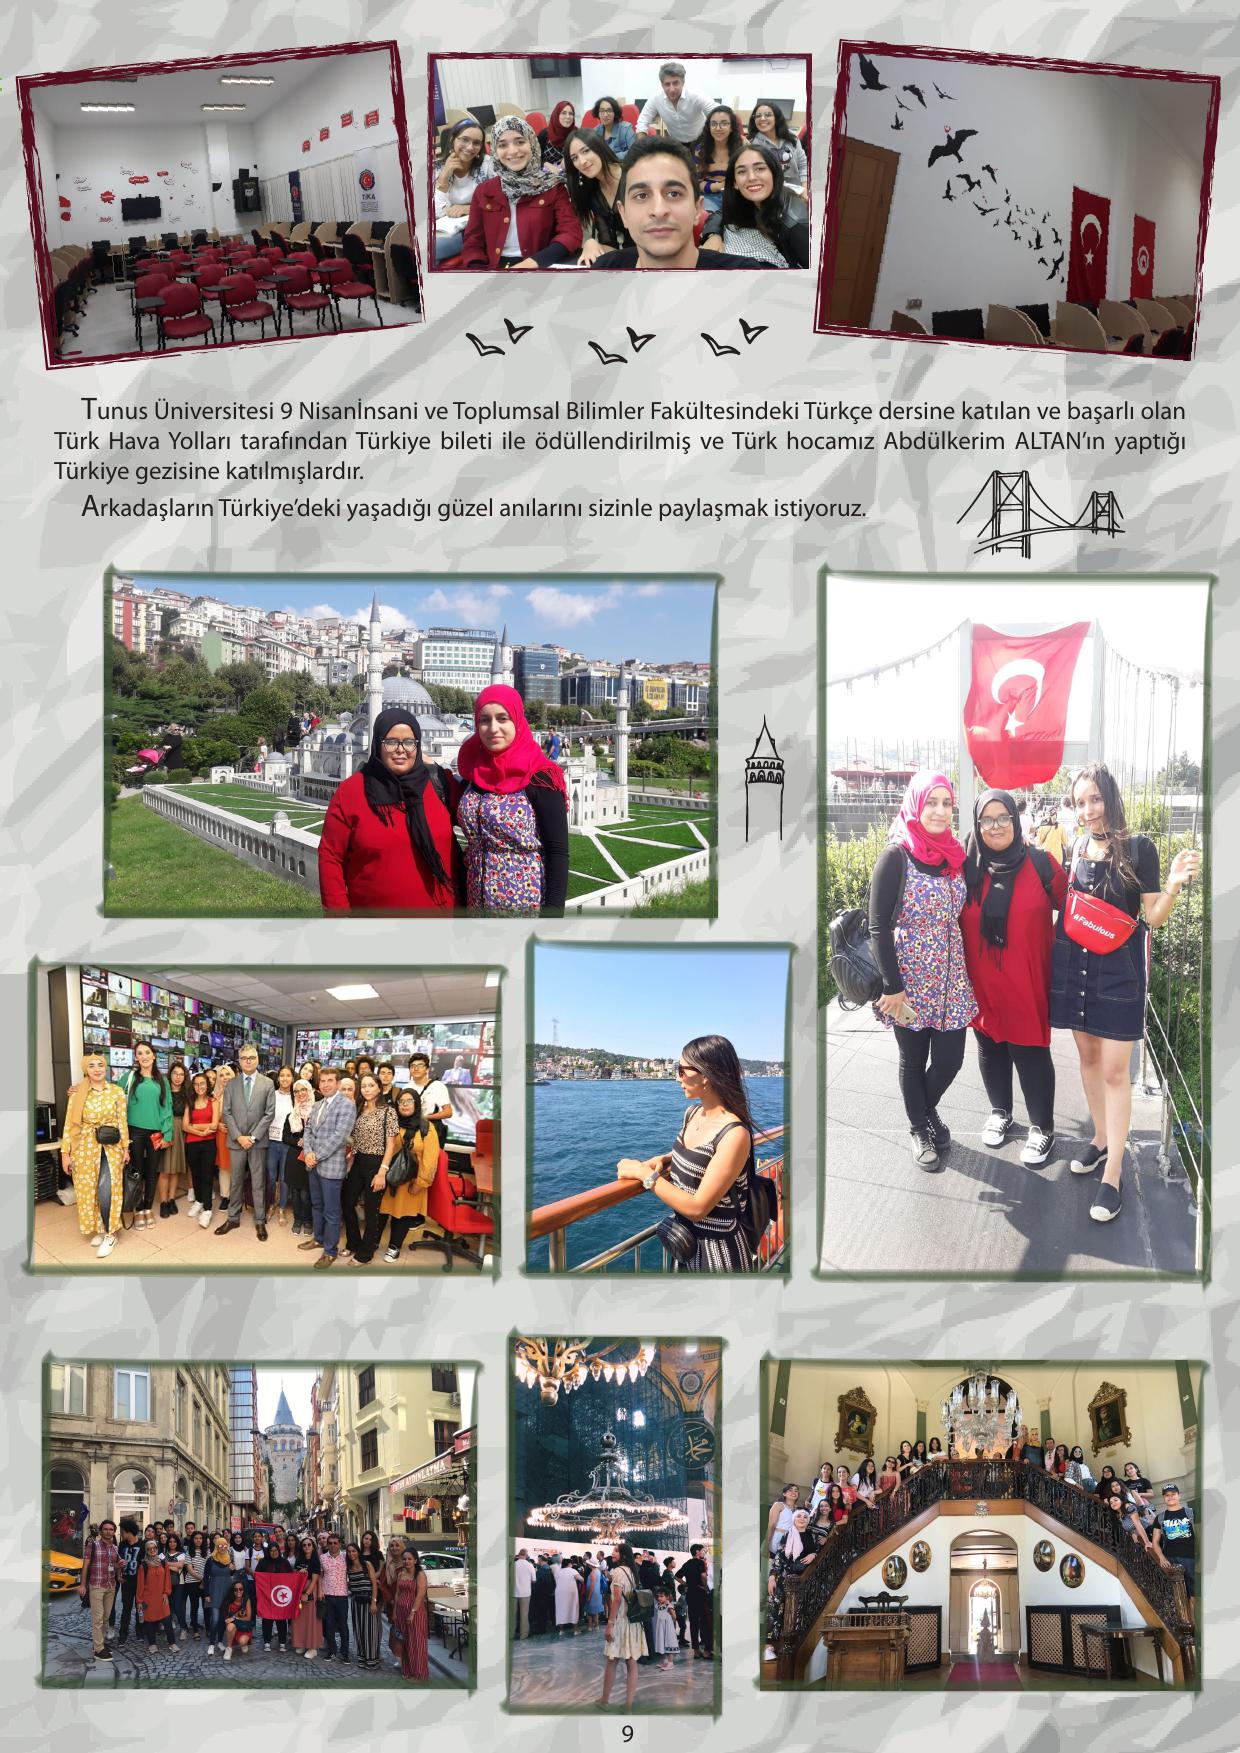 TİKA
Tunus Üniversitesi 9 Nisanİnsani ve Toplumsal Bilimler Fakültesindeki Türkçe dersine katılan ve başarlı olan
Türk Hava Yolları tarafından Türkiye bileti ile ödüllendirilmiş ve Türk hocamız Abdülkerim ALTAN’ın yaptığı
Türkiye gezisine katılmışlardır.
Arkadaşların Türkiye’deki yaşadığı güzel anılarını sizinle paylaşmak istiyoruz.
#Fabulous
9